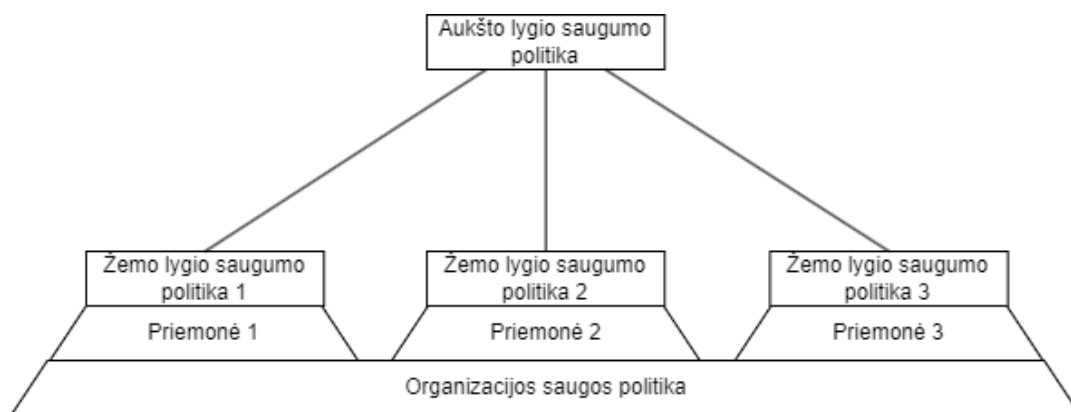 Aukšto lygio saugumo
politika
Žemo lygio saugumo
politika 1
Žemo lygio saugumo
politika 2
Žemo lygio saugumo
politika 3
Priemonė 1
Priemonė 2
Priemonė 3
Organizacijos saugos politika